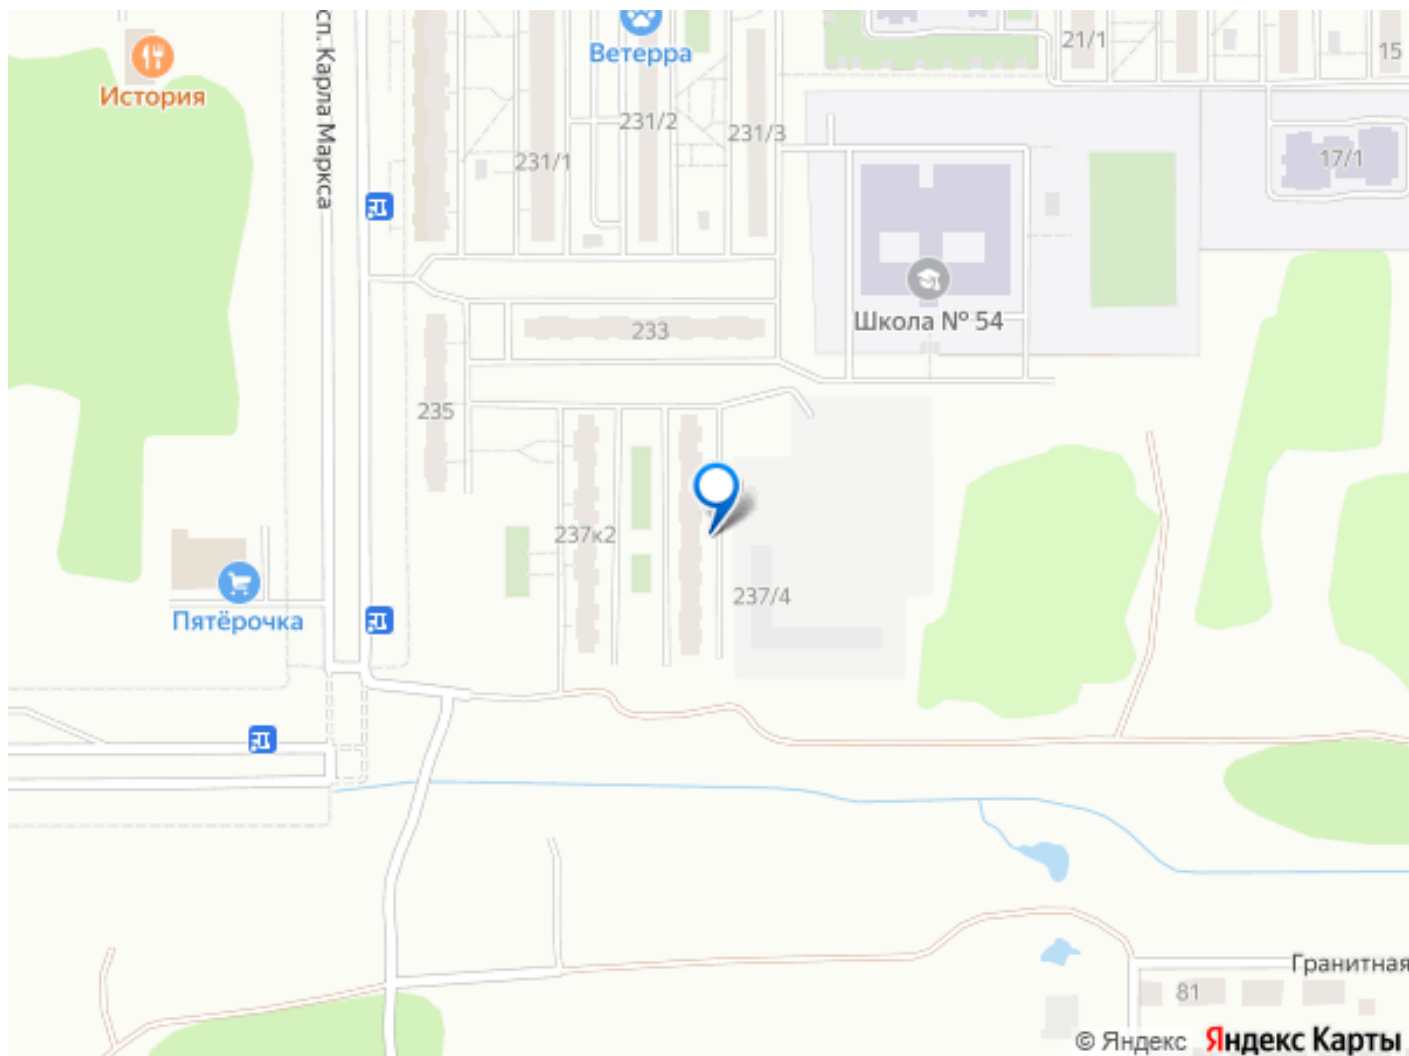 сп. Карла Маркса
История
Ветерра
21/1
15
231/2
231/3
231/1
17/1
Школа № 54
233
235
237к2
237/4
Пятёрочка
Гранитная
81
© Яндекс Яндекс Карты